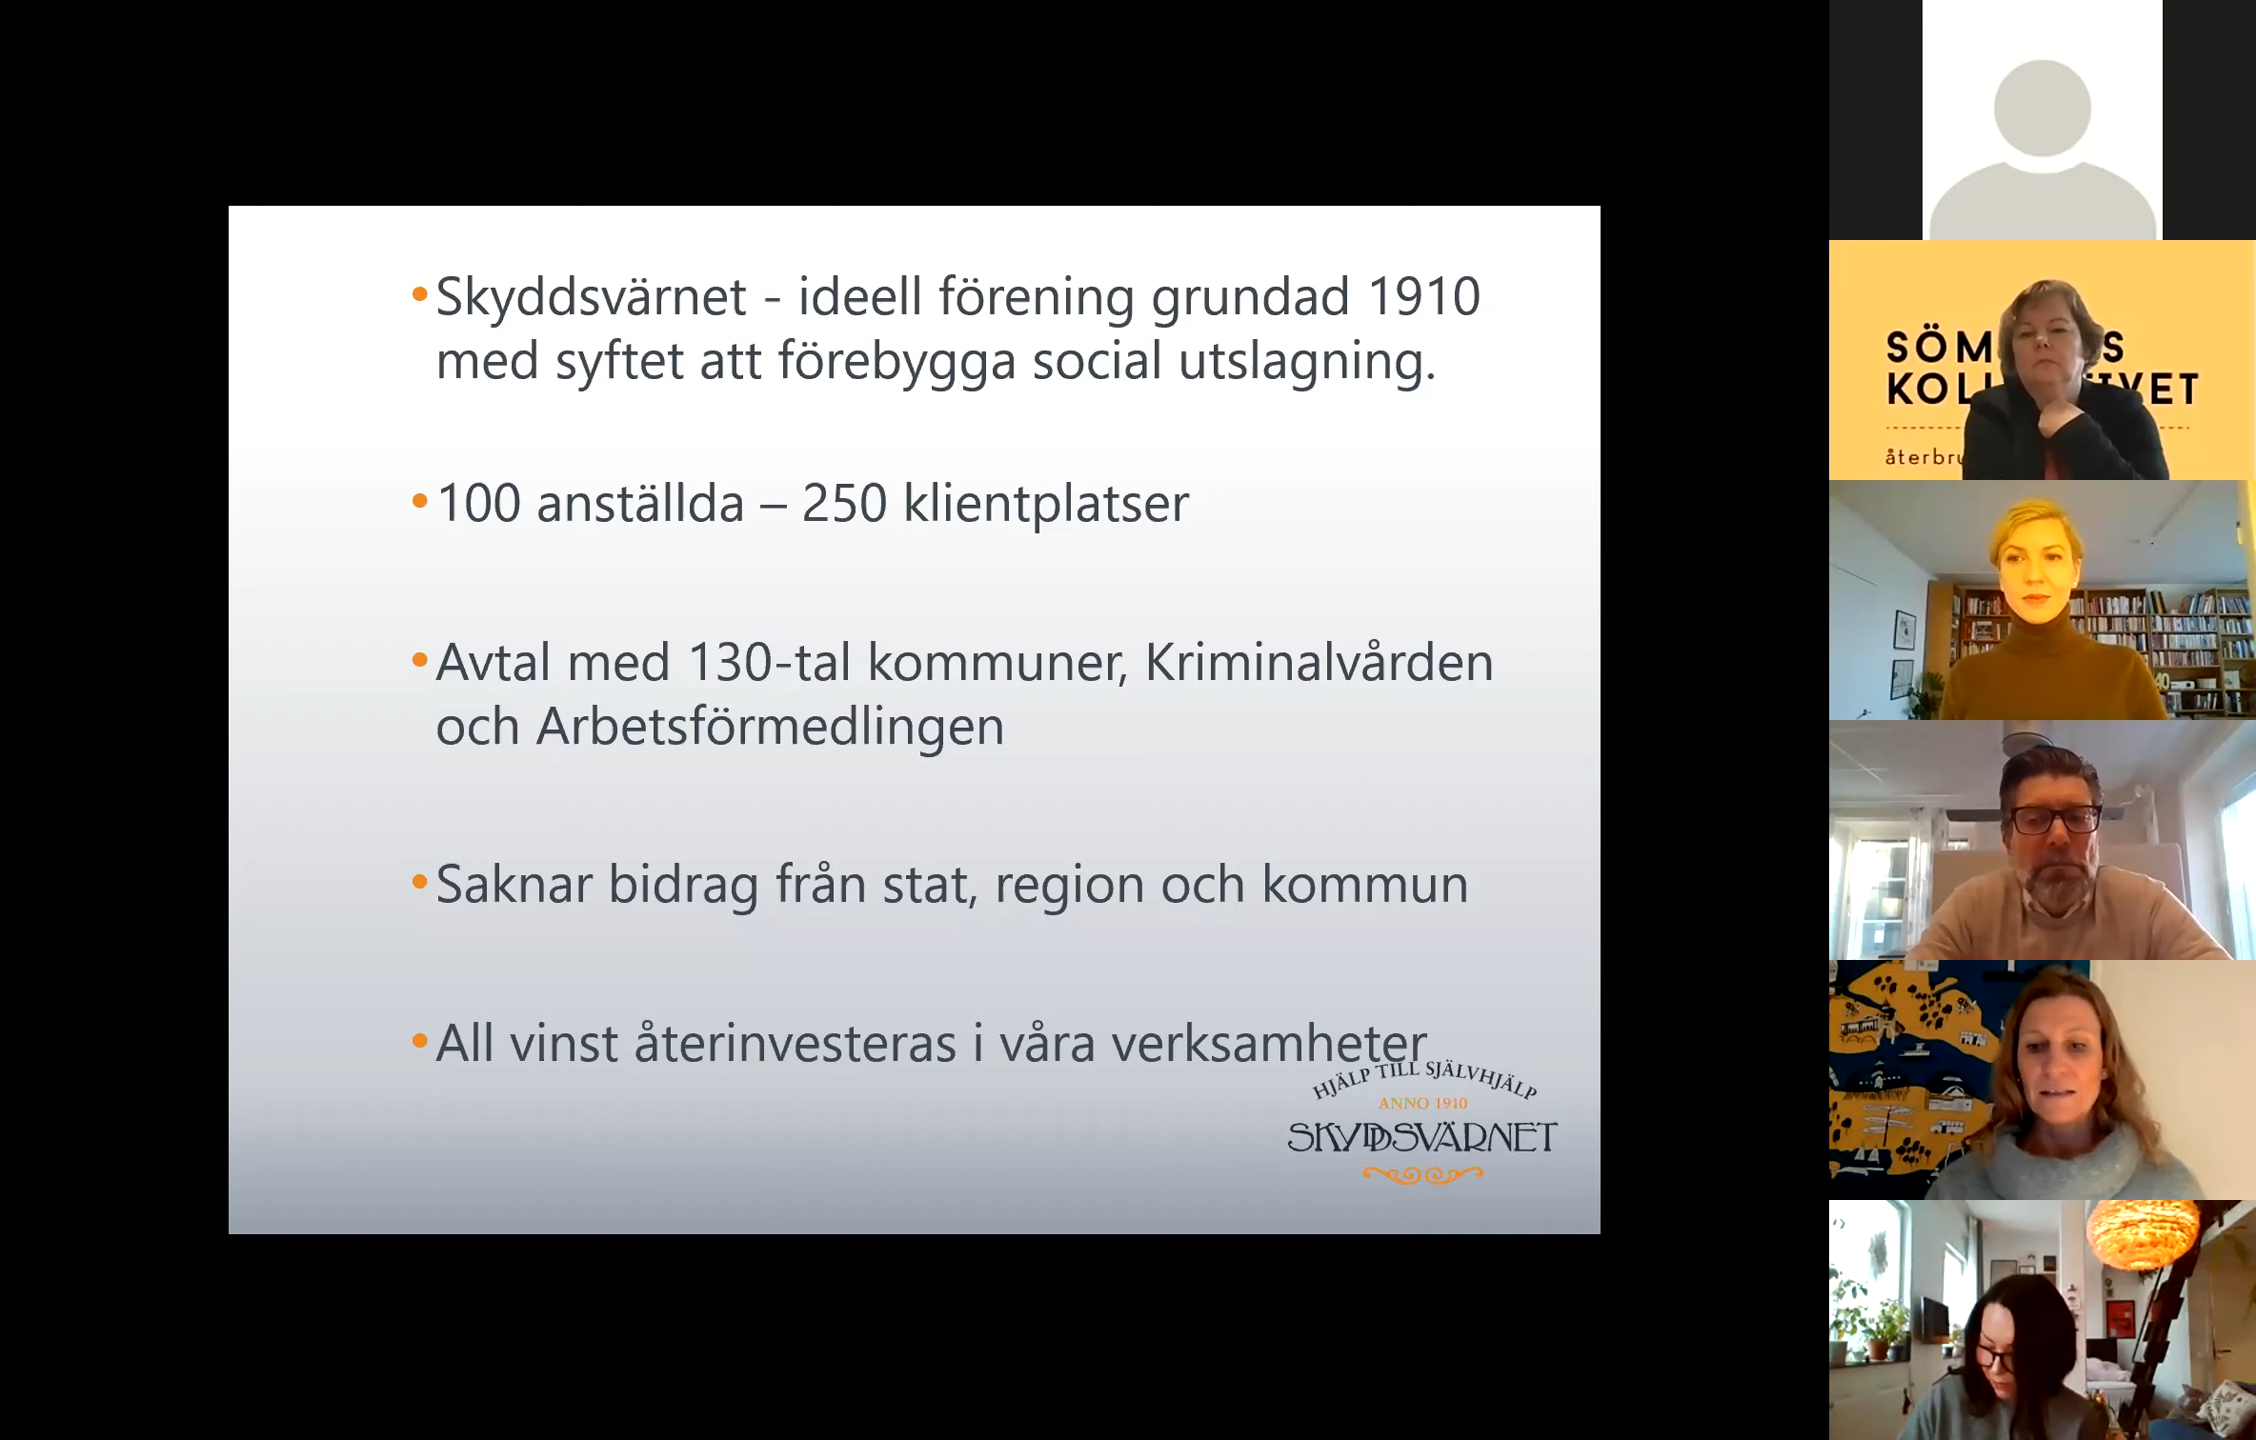 •Skyddsvärnet - ideell förening grundad 1910
med syftet att förebygga social utslagning.
•100 anställda – 250 klientplatser
•Avtal med 130-tal kommuner, Kriminalvården
och Arbetsförmedlingen
•Saknar bidrag från stat, region och kommun
•All vinst återinvesteras i våra verksamheter
HJÄLP TILL SJÄLVHJÄLP
ANNO 1910
SKYDDSVÄRNET